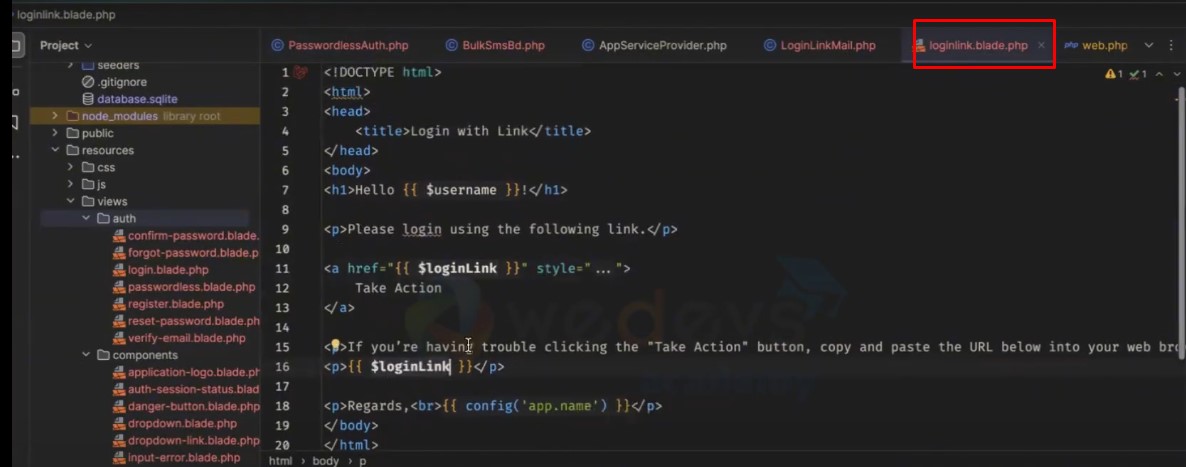 loginlink.blade.php
Project
PasswordlessAuth.php
BulkSmsBd.php
AppServiceProvider.php
LoginLinkMail.php
loginlink.blade.php
php web.php
seeders
.gitignore
database.sqlite
node_modules library root
public
resources
css
js
views
auth
confirm-password.blade.
forgot-password.blade.p
login.blade.php
passwordless.blade.php
register.blade.php
reset-password.blade.ph
verify-email.blade.php
components
application-logo.blade.p
auth-session-status.blad
danger-button.blade.php
dropdown.blade.php
dropdown-link.blade.php
input-error.blade.php
1 1
1 <!DOCTYPE html>
2 <html>
3 <head>
4 <title>Login with Link</title>
5 </head>
6 <body>
7 <h1>Hello {{ $username }}!</h1>
8
9 <p>Please login using the following link.</p>
10
11 <a href="{{ $loginLink }}" style="...">
12 Take Action
13 </a>
14
15 <p>If you're having trouble clicking the "Take Action" button, copy and paste the URL below into your web bro
16 <p>{{ $loginLink }}</p>
17
18 <p>Regards,<br>{{ config('app.name') }}</p>
19 </body>
20 </html>
html › body › p
wedevs